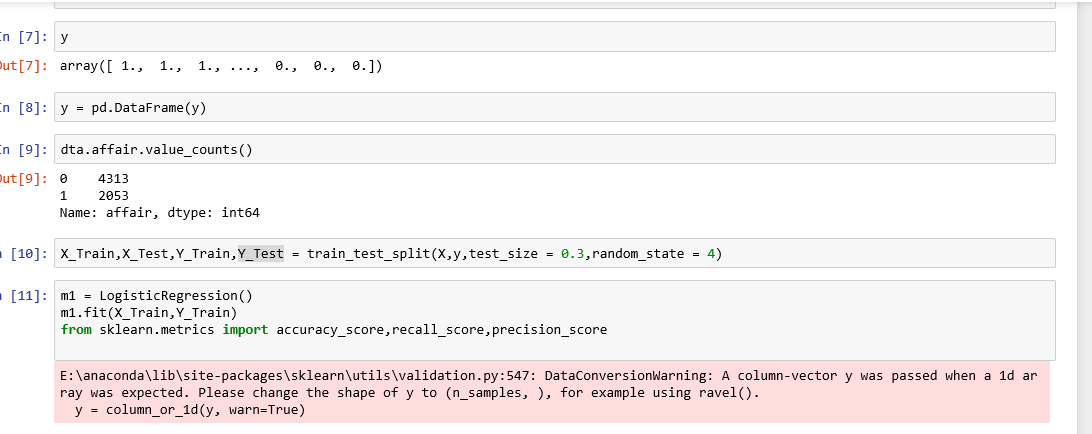 In [7]: y
Out[7]: array([ 1.,  1.,  1., ...,  0.,  0.,  0.])
In [8]: y = pd.DataFrame(y)
In [9]: dta.affair.value_counts()
Out[9]: 0    4313
1    2053
Name: affair, dtype: int64
[10]: X_Train,X_Test,Y_Train,Y_Test = train_test_split(X,y,test_size = 0.3,random_state = 4)
[11]: m1 = LogisticRegression()
m1.fit(X_Train,Y_Train)
from sklearn.metrics import accuracy_score,recall_score,precision_score
E:\anaconda\lib\site-packages\sklearn\utils\validation.py:547: DataConversionWarning: A column-vector y was passed when a 1d ar
ray was expected. Please change the shape of y to (n_samples, ), for example using ravel().
  y = column_or_1d(y, warn=True)